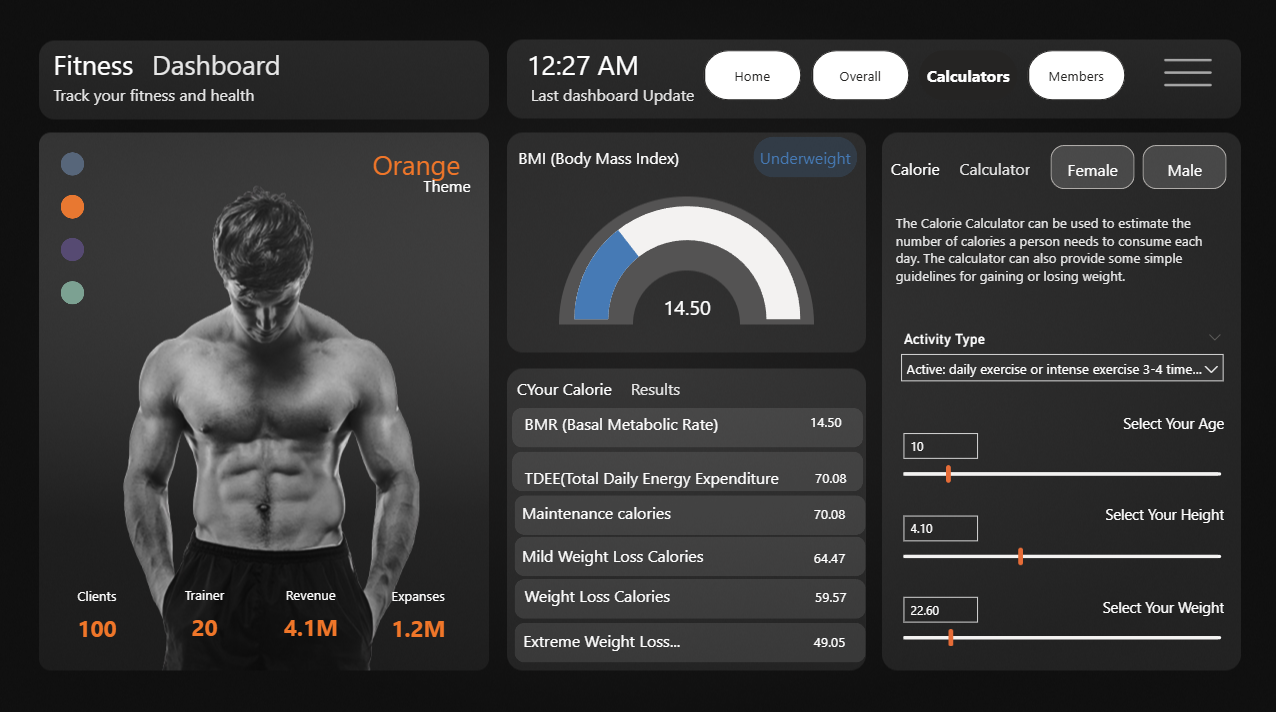 Fitness Dashboard
Track your fitness and health
12:27 AM
Last dashboard Update
Home
Overall
Calculators
Members
Orange
Theme
Clients
100
Trainer
20
Revenue
4.1M
Expanses
1.2M
BMI (Body Mass Index)
Underweight
14.50
CYour Calorie Results
BMR (Basal Metabolic Rate) 14.50
TDEE(Total Daily Energy Expenditure 70.08
Maintenance calories 70.08
Mild Weight Loss Calories 64.47
Weight Loss Calories 59.57
Extreme Weight Loss... 49.05
Calorie Calculator
Female
Male
The Calorie Calculator can be used to estimate the
number of calories a person needs to consume each
day. The calculator can also provide some simple
guidelines for gaining or losing weight.
Activity Type
Active: daily exercise or intense exercise 3-4 time...
Select Your Age
10
Select Your Height
4.10
Select Your Weight
22.60